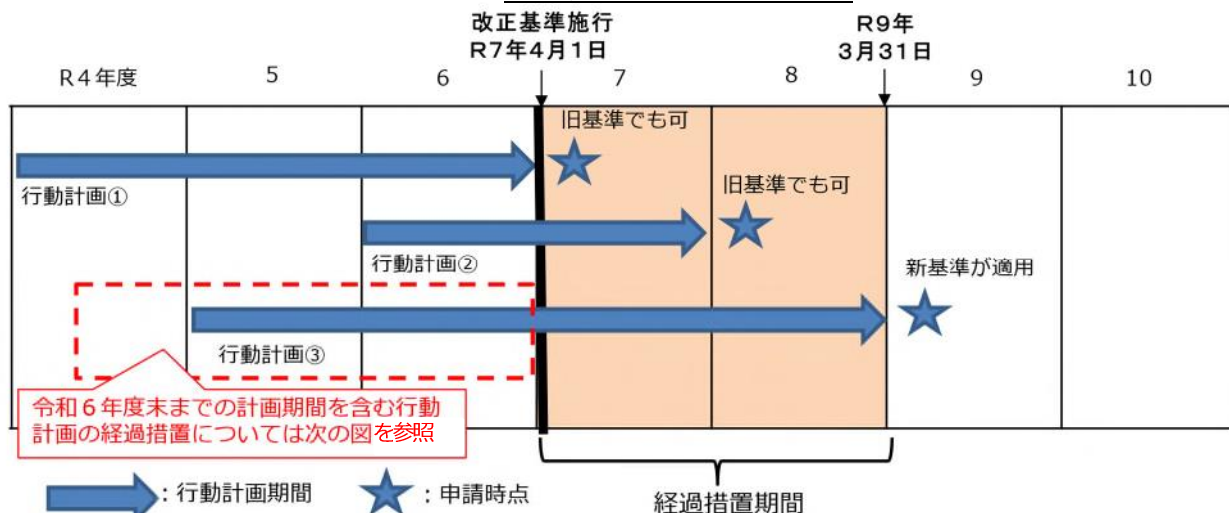 改正基準施行
R7年4月1日
R9年
3月31日
R4年度
5
6
7
8
9
10
旧基準でも可
行動計画①
旧基準でも可
行動計画②
新基準が適用
行動計画③
令和6年度末までの計画期間を含む行動
計画の経過措置については次の図を参照
：行動計画期間
：申請時点
経過措置期間